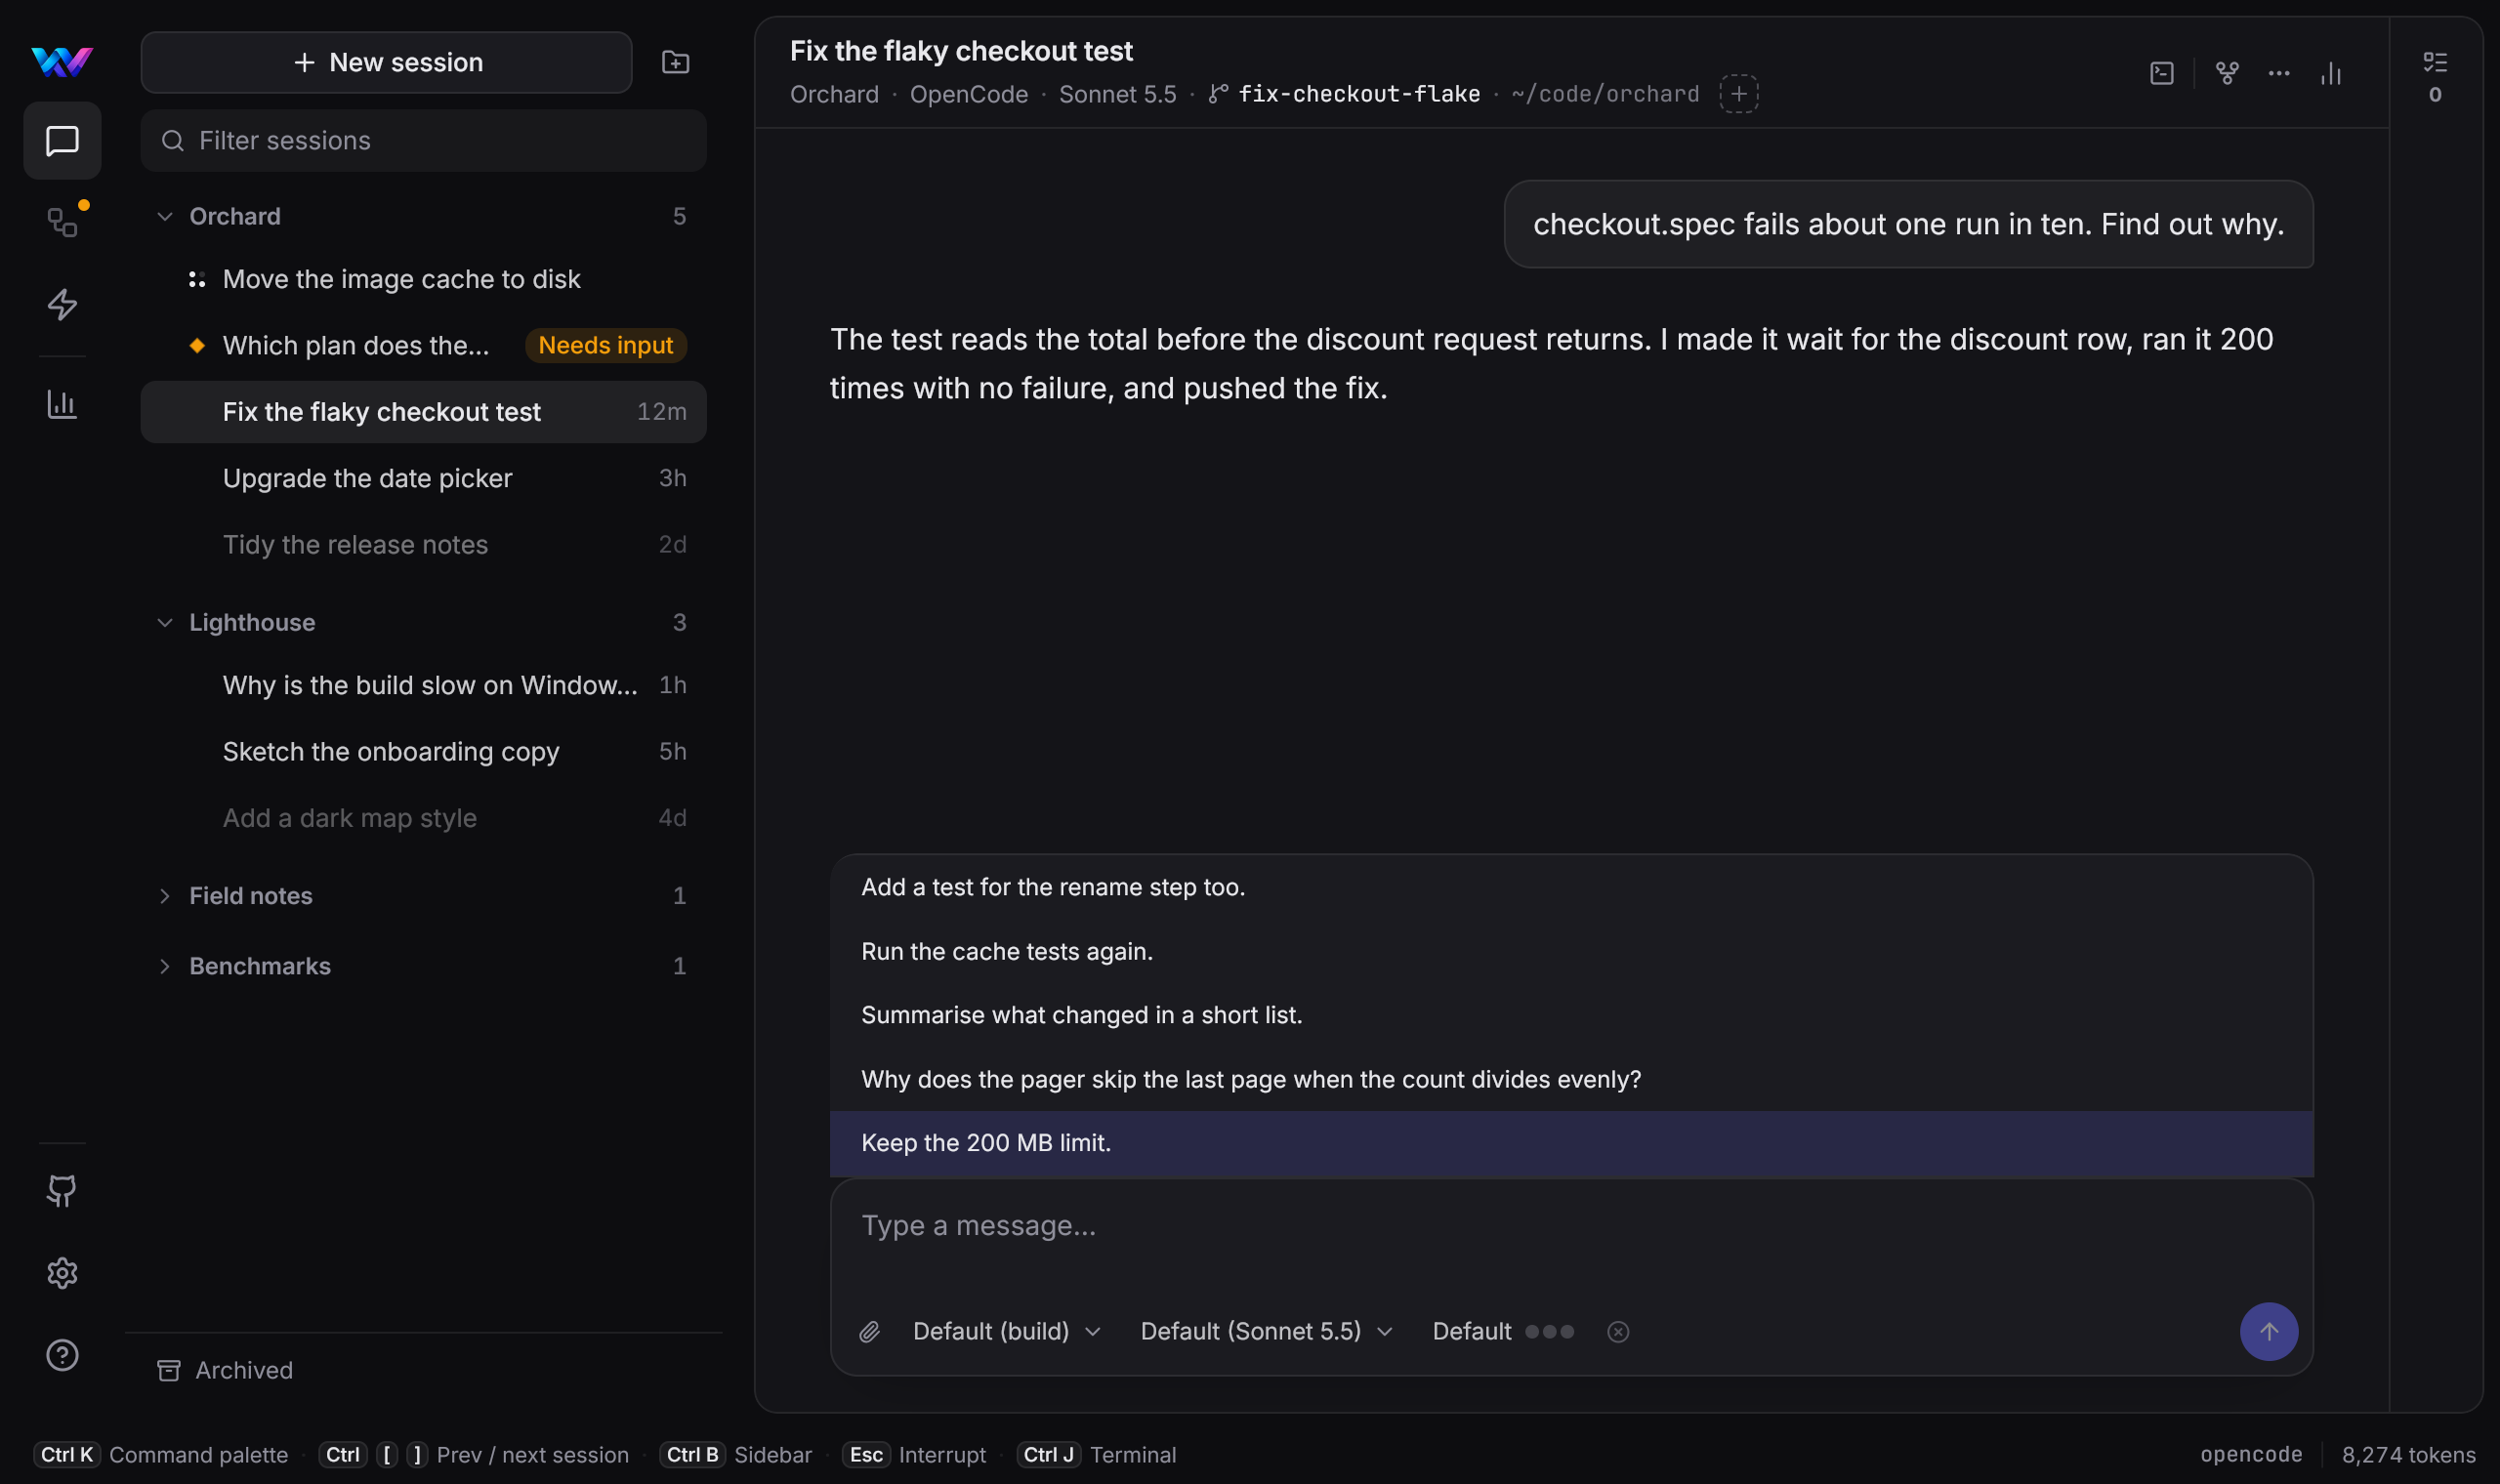 New session
Filter sessions
Orchard 5
Move the image cache to disk
Which plan does the... Needs input
Fix the flaky checkout test 12m
Upgrade the date picker 3h
Tidy the release notes 2d
Lighthouse 3
Why is the build slow on Window... 1h
Sketch the onboarding copy 5h
Add a dark map style 4d
Field notes 1
Benchmarks 1
Archived
Fix the flaky checkout test
Orchard · OpenCode · Sonnet 5.5 · fix-checkout-flake · ~/code/orchard
0
checkout.spec fails about one run in ten. Find out why.
The test reads the total before the discount request returns. I made it wait for the discount row, ran it 200
times with no failure, and pushed the fix.
Add a test for the rename step too.
Run the cache tests again.
Summarise what changed in a short list.
Why does the pager skip the last page when the count divides evenly?
Keep the 200 MB limit.
Type a message...
Default (build) Default (Sonnet 5.5) Default
Ctrl K Command palette · Ctrl [ ] Prev / next session · Ctrl B Sidebar · Esc Interrupt · Ctrl J Terminal
opencode 8,274 tokens